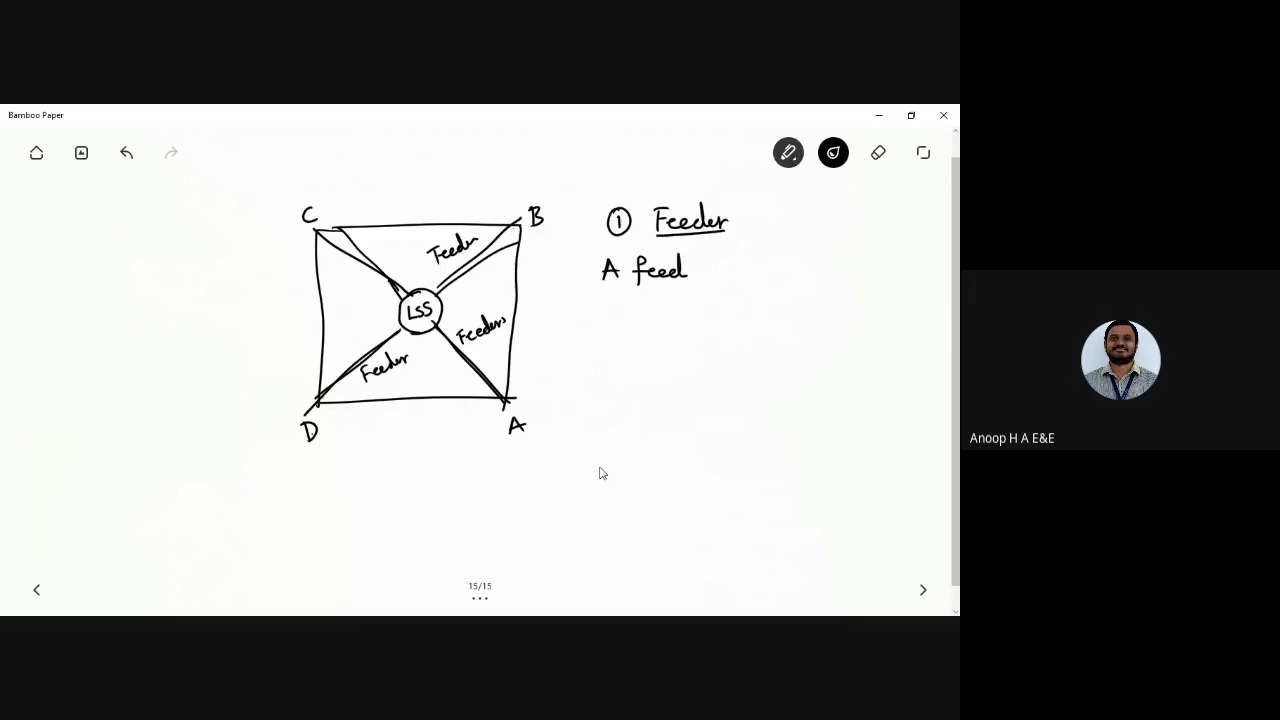 Bamboo Paper
C
B
① Feeder
Feeder
A feed
LSS
Feeders
Feeder
D
A
Anoop H A E&E
15/15